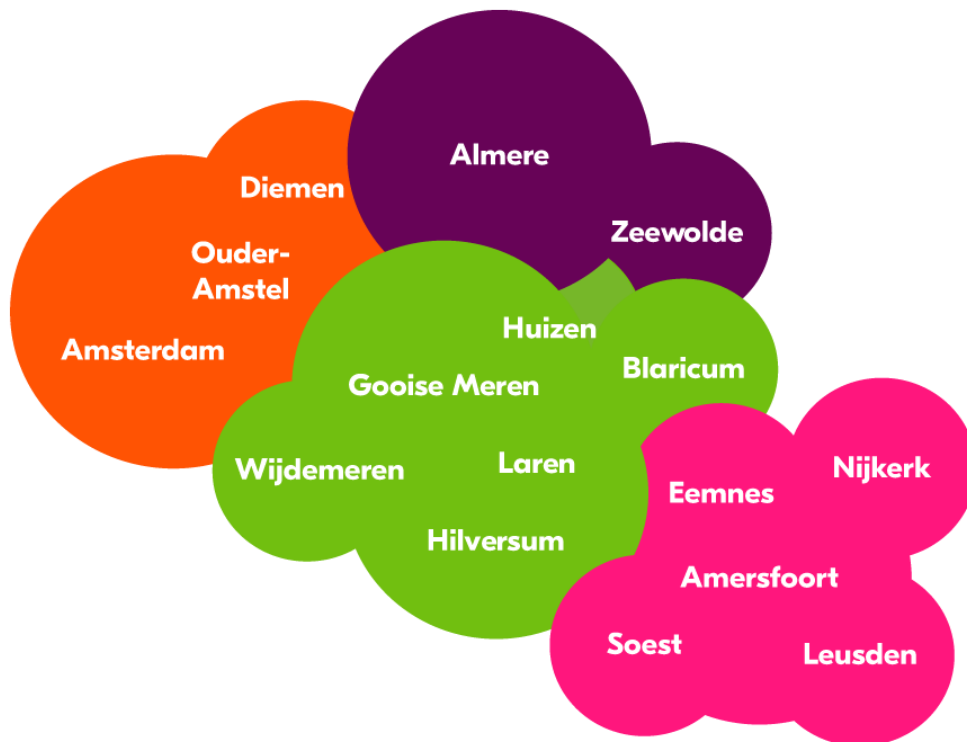 Almere
Diemen
Zeewolde
Ouder-
Amstel
Huizen
Amsterdam
Blaricum
Gooise Meren
Wijdemeren
Laren
Nijkerk
Eemnes
Hilversum
Amersfoort
Soest
Leusden